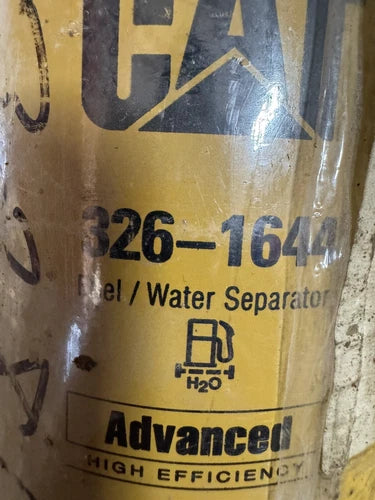 CAT
326-1644
Fuel / Water Separator
H2O
Advanced
HIGH EFFICIENCY